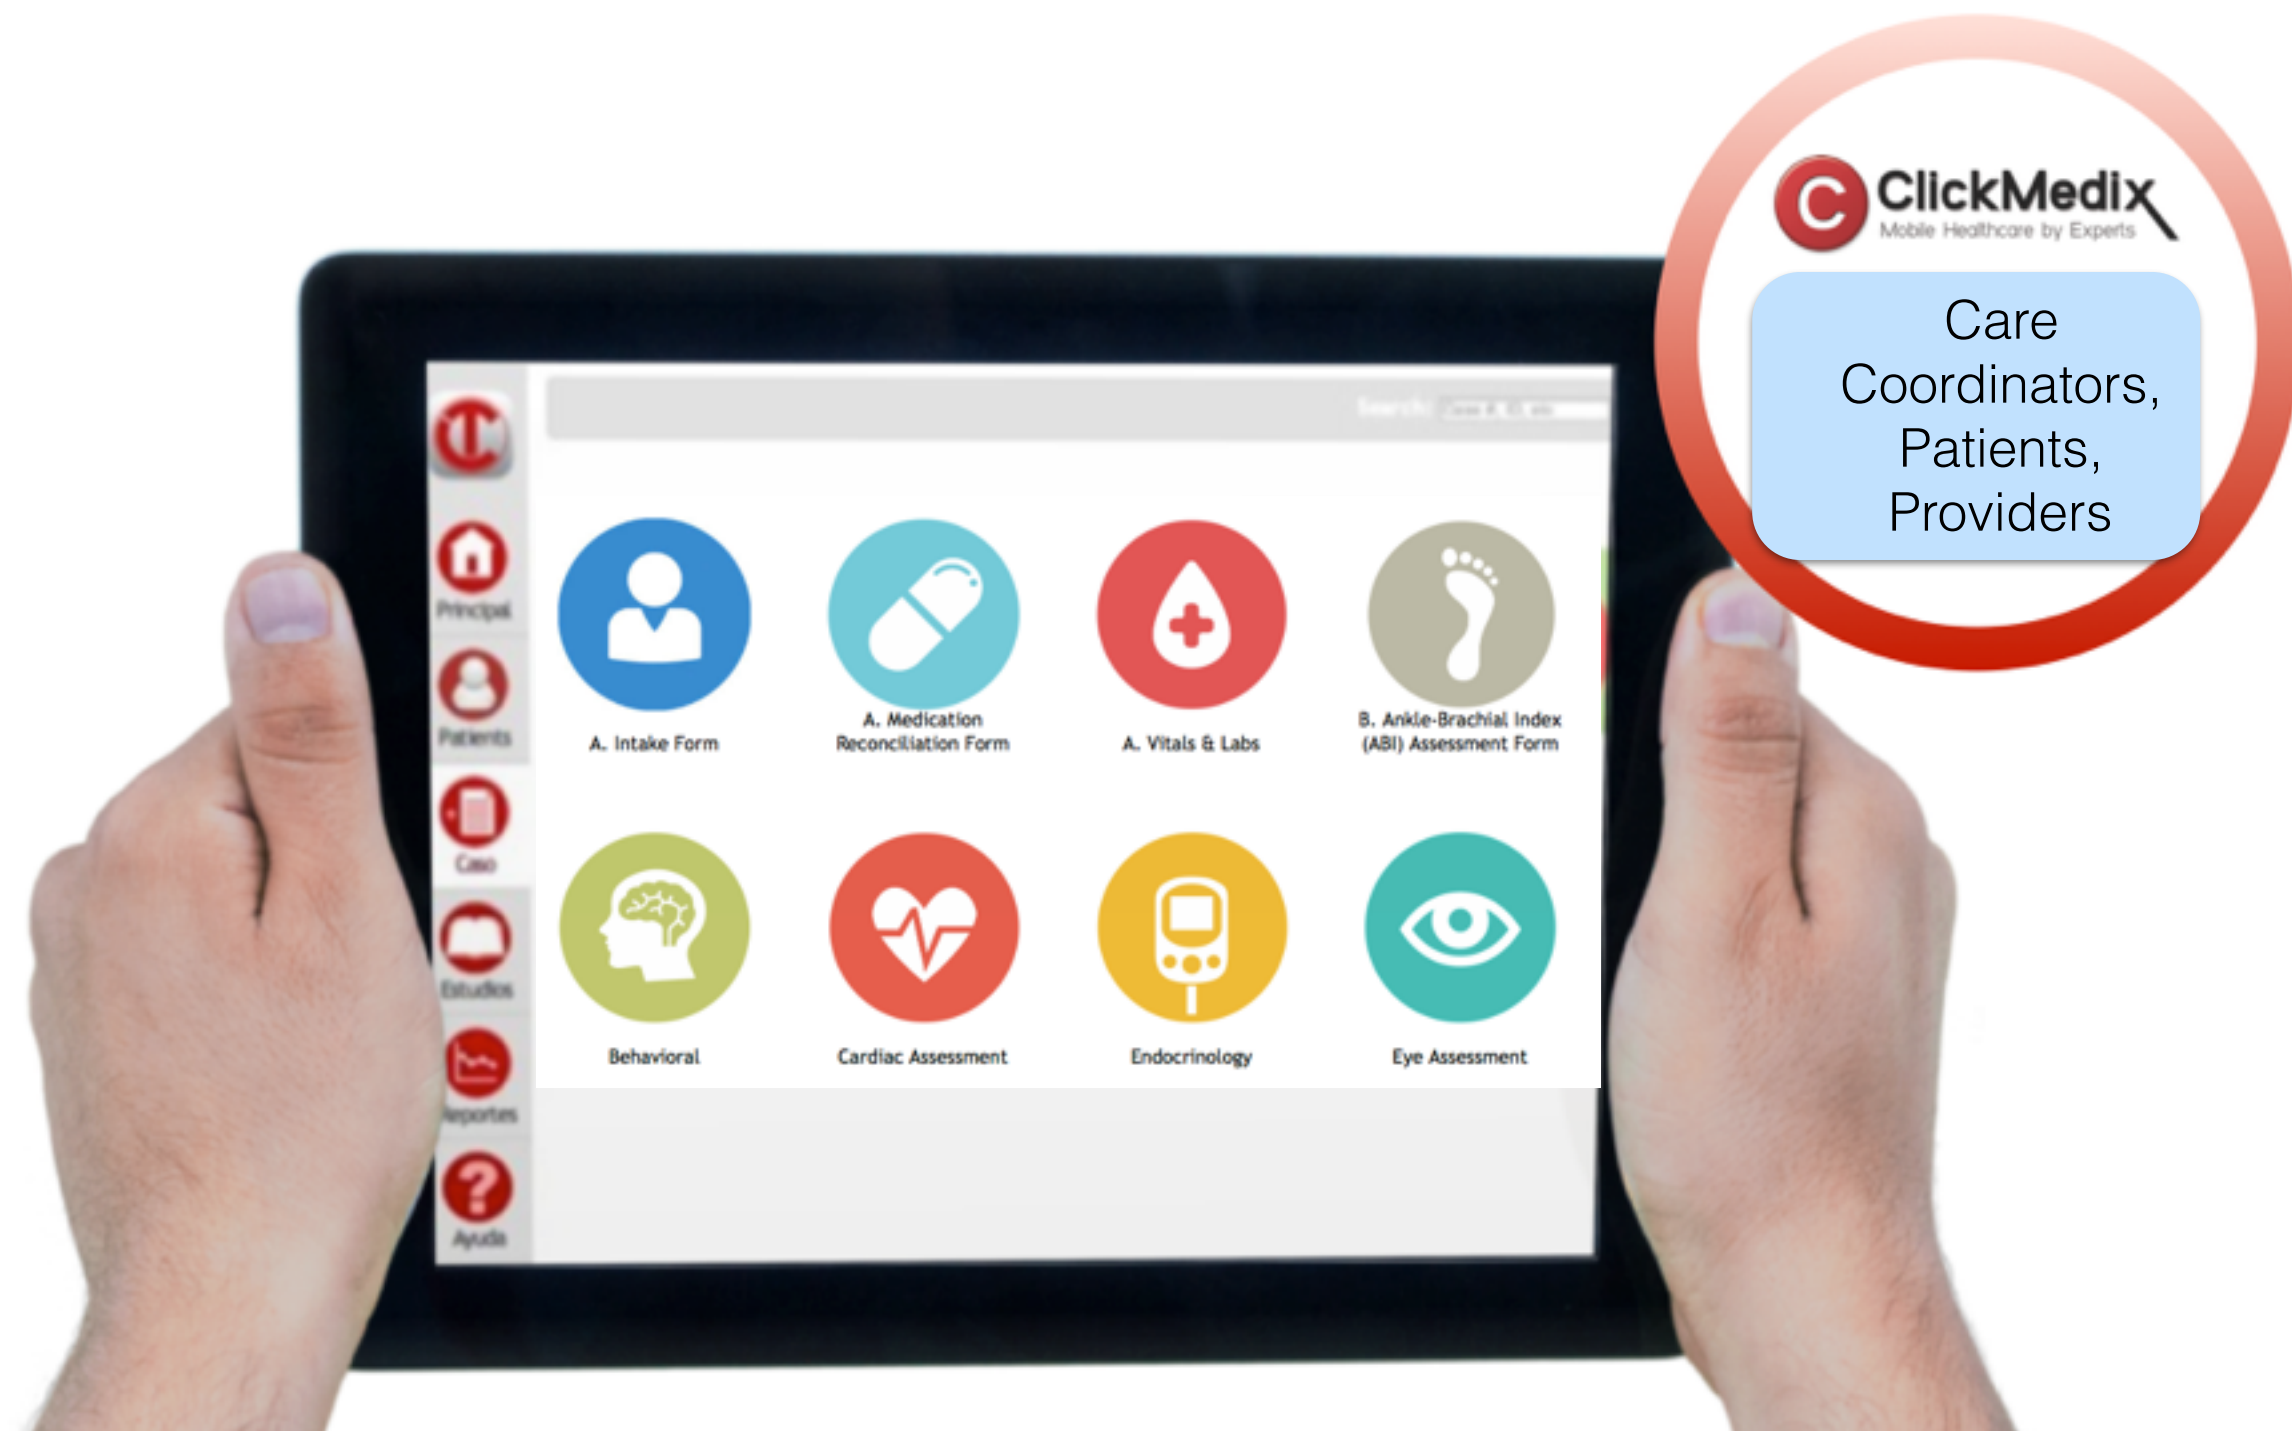 ClickMedix
Mobile Healthcare by Experts
Care
Coordinators,
Patients,
Providers
Search:
Principal
Patients
Caso
Estudios
Reportes
Ayuda
A. Intake Form
A. Medication
Reconciliation Form
A. Vitals & Labs
B. Ankle-Brachial Index
(ABI) Assessment Form
Behavioral
Cardiac Assessment
Endocrinology
Eye Assessment